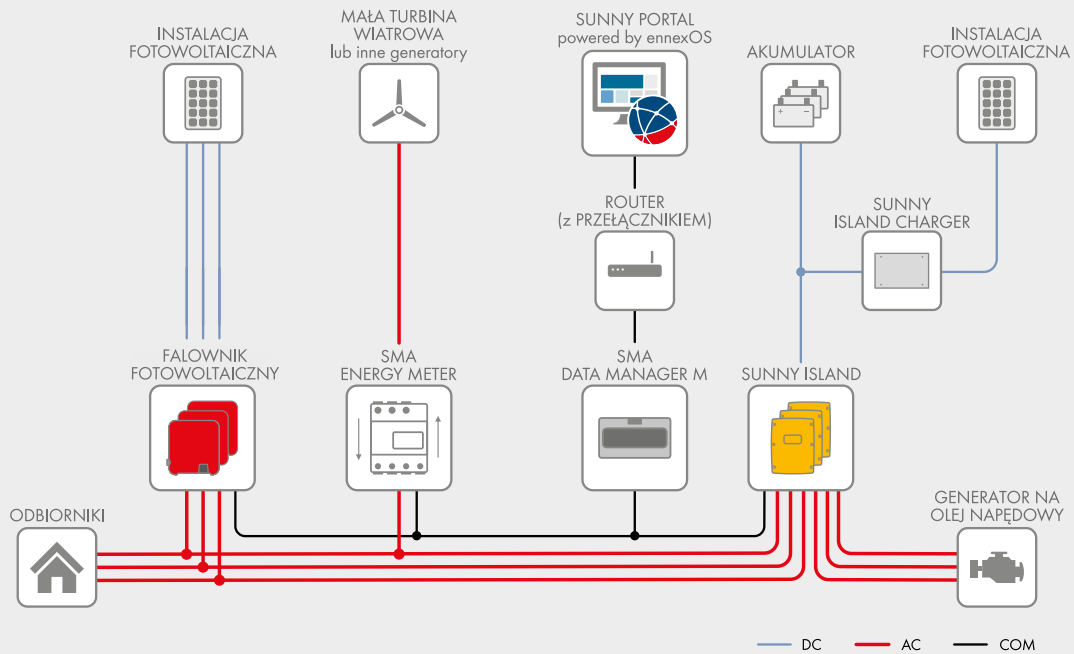 INSTALACJA
FOTOWOLTAICZNA
MAŁA TURBINA
WIATROWA
lub inne generatory
SUNNY PORTAL
powered by ennexOS
AKUMULATOR
INSTALACJA
FOTOWOLTAICZNA
ROUTER
(z PRZEŁĄCZNIKIEM)
SUNNY
ISLAND CHARGER
FALOWNIK
FOTOWOLTAICZNY
SMA
ENERGY METER
SMA
DATA MANAGER M
SUNNY ISLAND
ODBIORNIKI
GENERATOR NA
OLEJ NAPĘDOWY
DC
AC
COM